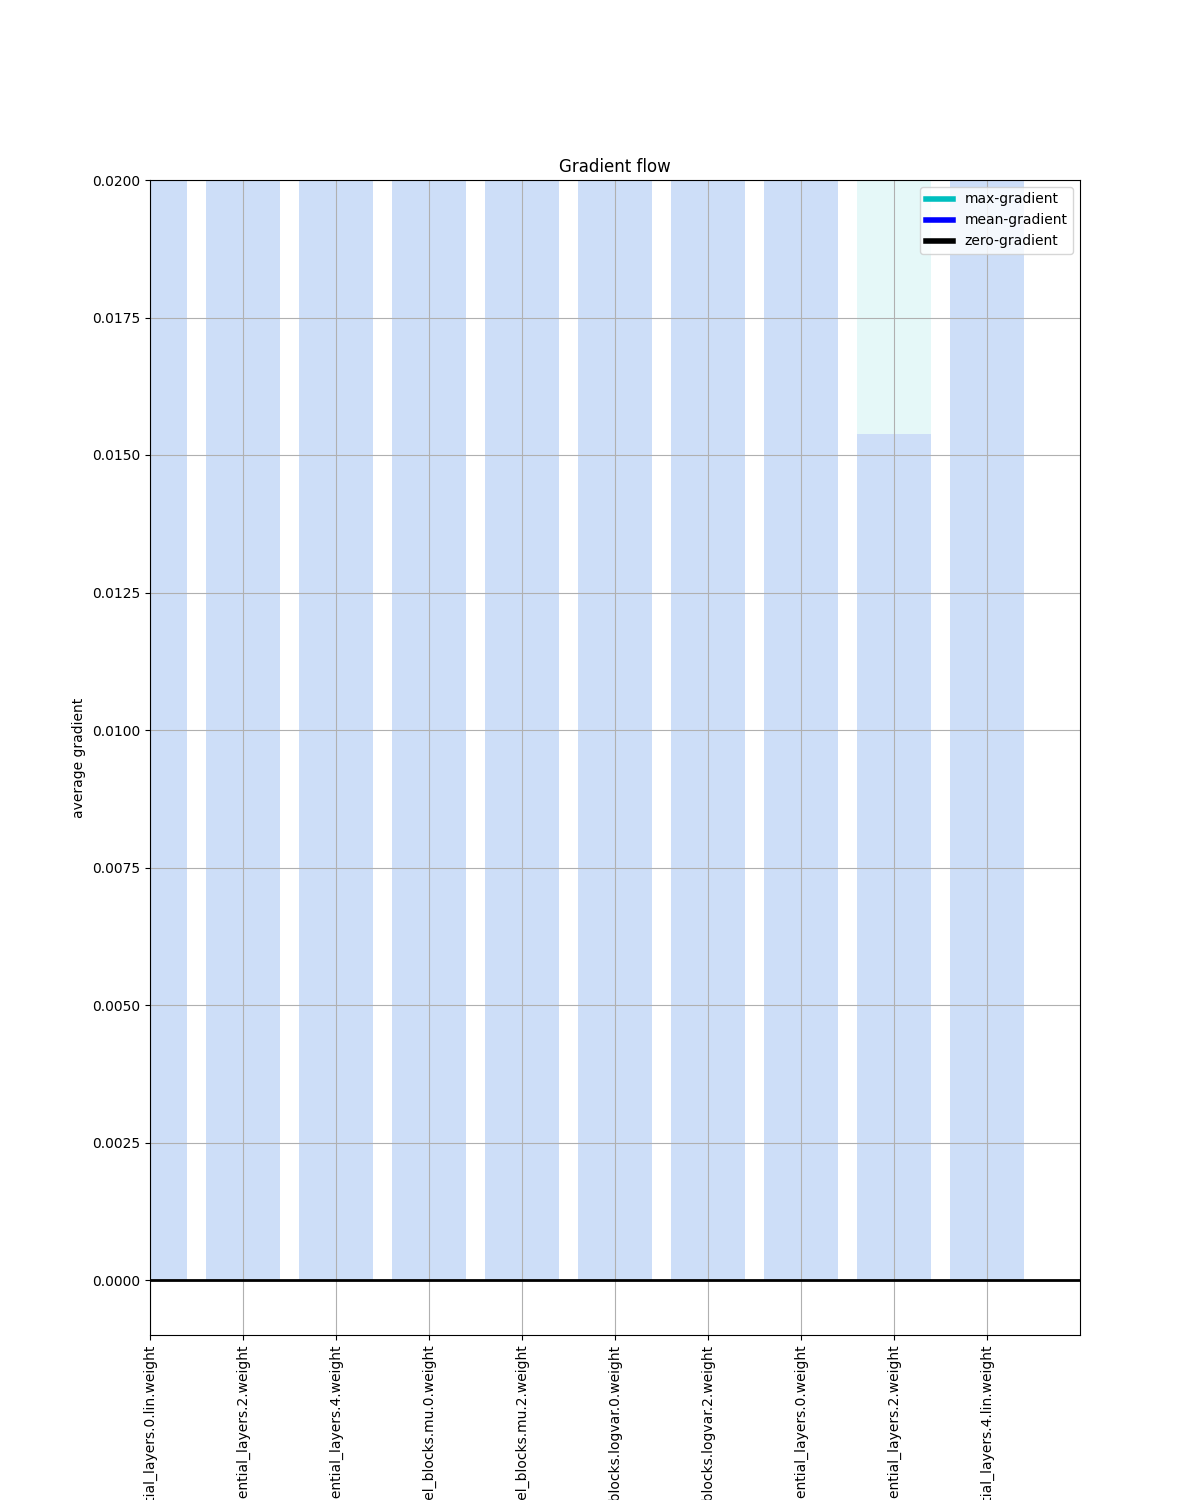 Gradient flow
0.0200
0.0175
0.0150
0.0125
0.0100
0.0075
0.0050
0.0025
0.0000
average gradient
max-gradient
mean-gradient
zero-gradient
tial_layers.0.lin.weight
ential_layers.2.weight
ential_layers.4.weight
el_blocks.mu.0.weight
el_blocks.mu.2.weight
blocks.logvar.0.weight
blocks.logvar.2.weight
ential_layers.0.weight
ential_layers.2.weight
tial_layers.4.lin.weight